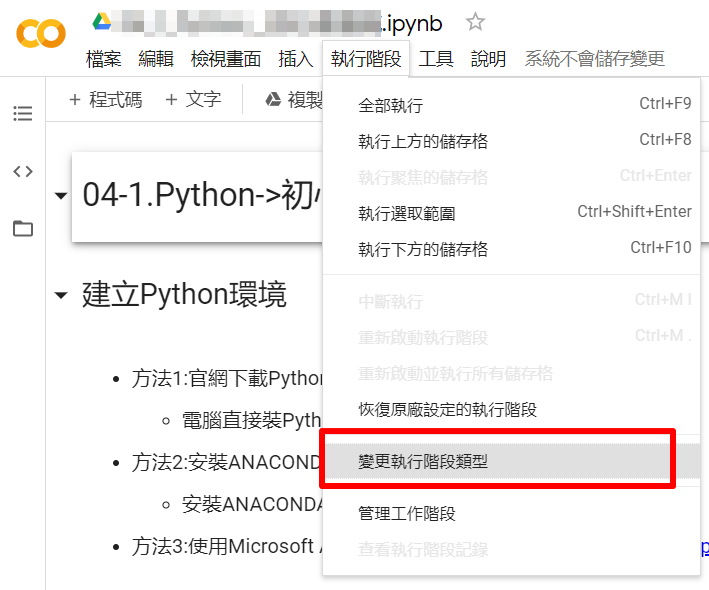 .ipynb
檔案 編輯 檢視畫面 插入 執行階段 工具 說明 系統不會儲存變更
+ 程式碼 + 文字 複製
全部執行 Ctrl+F9
執行上方的儲存格 Ctrl+F8
執行聚焦的儲存格 Ctrl+Enter
執行選取範圍 Ctrl+Shift+Enter
執行下方的儲存格 Ctrl+F10
中斷執行 Ctrl+M I
重新啟動執行階段 Ctrl+M .
重新啟動並執行所有儲存格
恢復原廠設定的執行階段
變更執行階段類型
管理工作階段
查看執行階段記錄
04-1.Python->初
建立Python環境
方法1:官網下載Python
電腦直接裝Pyth
方法2:安裝ANACOND
安裝ANACONDA
方法3:使用Microsoft